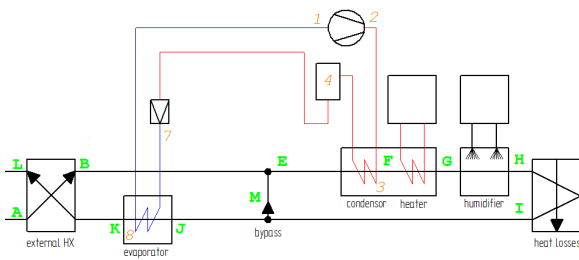 1
2
4
7
L
B
E
F
G
H
M
3
condensor
heater
humidifier
A
K
8
J
I
external HX
evaporator
bypass
heat losses